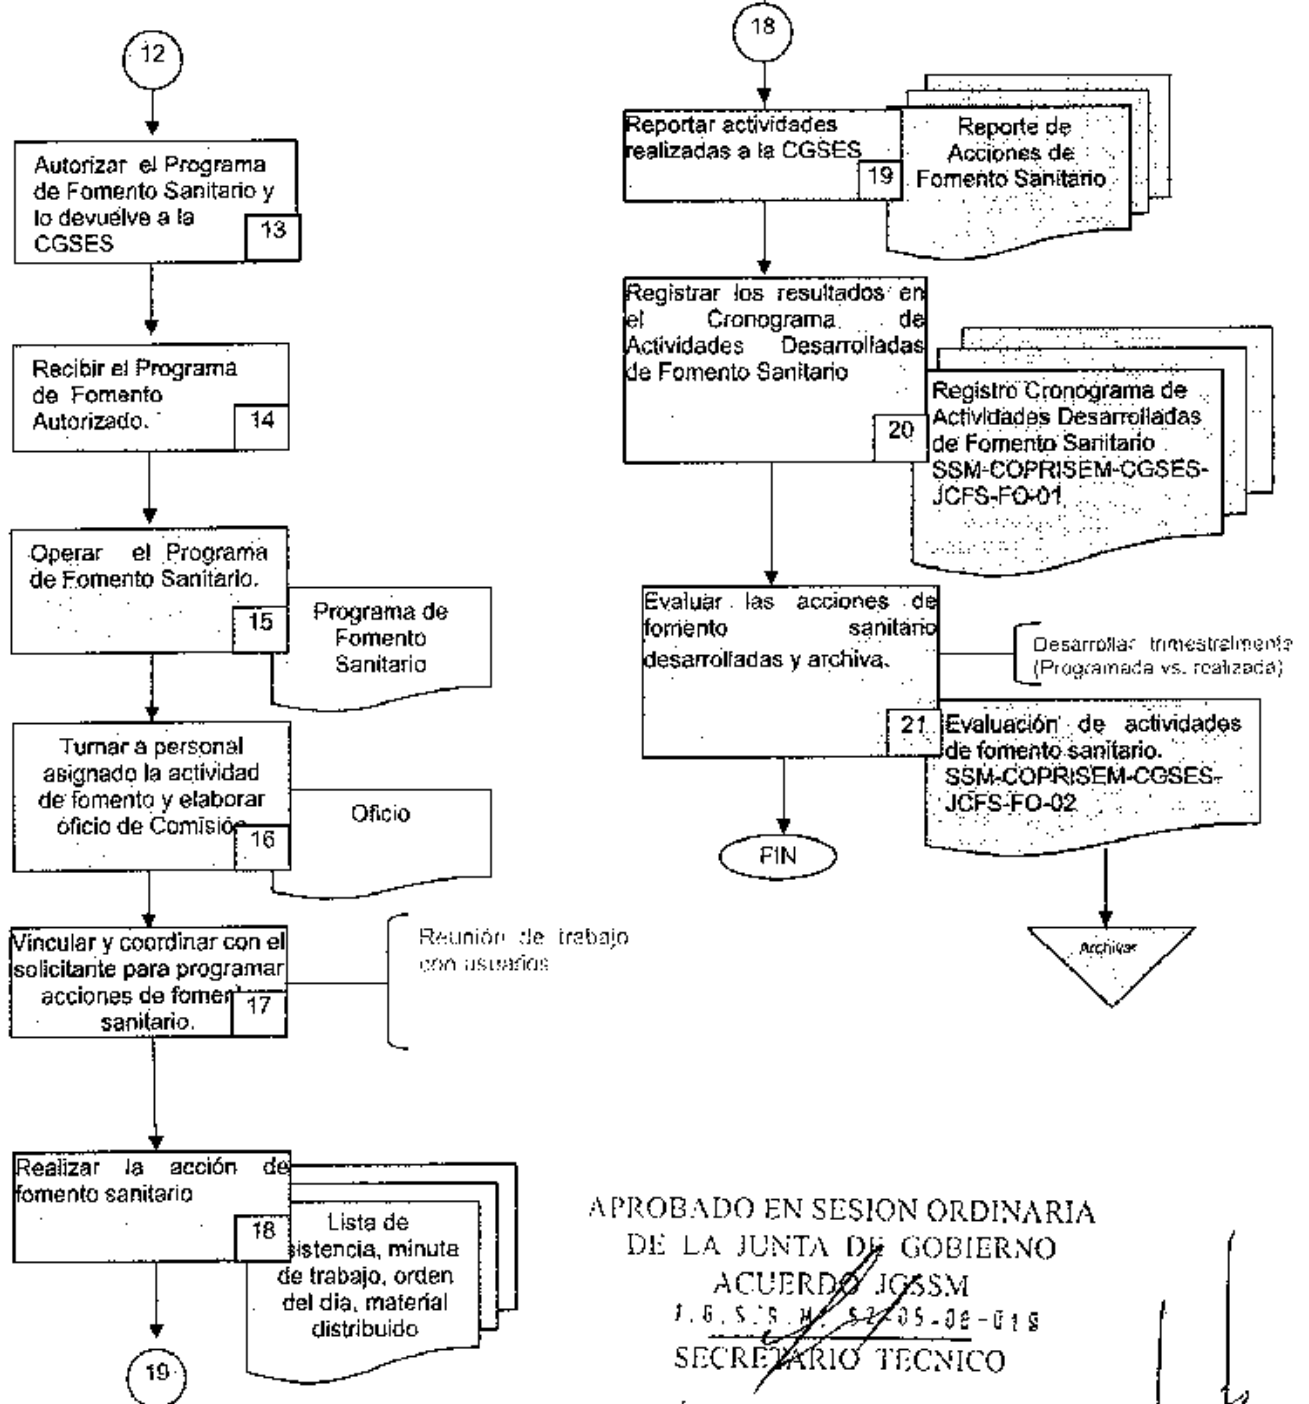 12
Autorizar el Programa
de Fomento Sanitario y
lo devuelve a la
CGSES
13
Recibir el Programa
de Fomento
Autorizado.
14
Operar el Programa
de Fomento Sanitario.
15
Programa de
Fomento
Sanitario
Turnar a personal
asignado la actividad
de fomento y elaborar
oficio de Comisión
16
Oficio
Vincular y coordinar con el
solicitante para programar
acciones de foment
sanitario.
17
Reunión de trabajo
con usuarios
Realizar la acción de
fomento sanitario
18
Lista de
sistencia, minuta
de trabajo, orden
del dia, material
distribuido
19
18
Reportar actividades
realizadas a la CGSES
19
Reporte de
Acciones de
Fomento Sanitario
Registrar los resultados en
el Cronograma de
Actividades Desarrolladas
de Fomento Sanitario
20
Registro Cronograma de
Actividades Desarrolladas
de Fomento Sanitario
SSM-COPRISEM-CGSES-
JCFS-FO-01
Evaluar las acciones de
fomento sanitario
desarrolladas y archiva.
21
Desarrollar trimestralmente
(Programada vs. realizada)
Evaluación de actividades
de fomento sanitario.
SSM-COPRISEM-CGSES-
JCFS-FO-02
FIN
Archivar
APROBADO EN SESION ORDINARIA
DE LA JUNTA DE GOBIERNO
ACUERDO JGSSM
SECRETARIO TECNICO